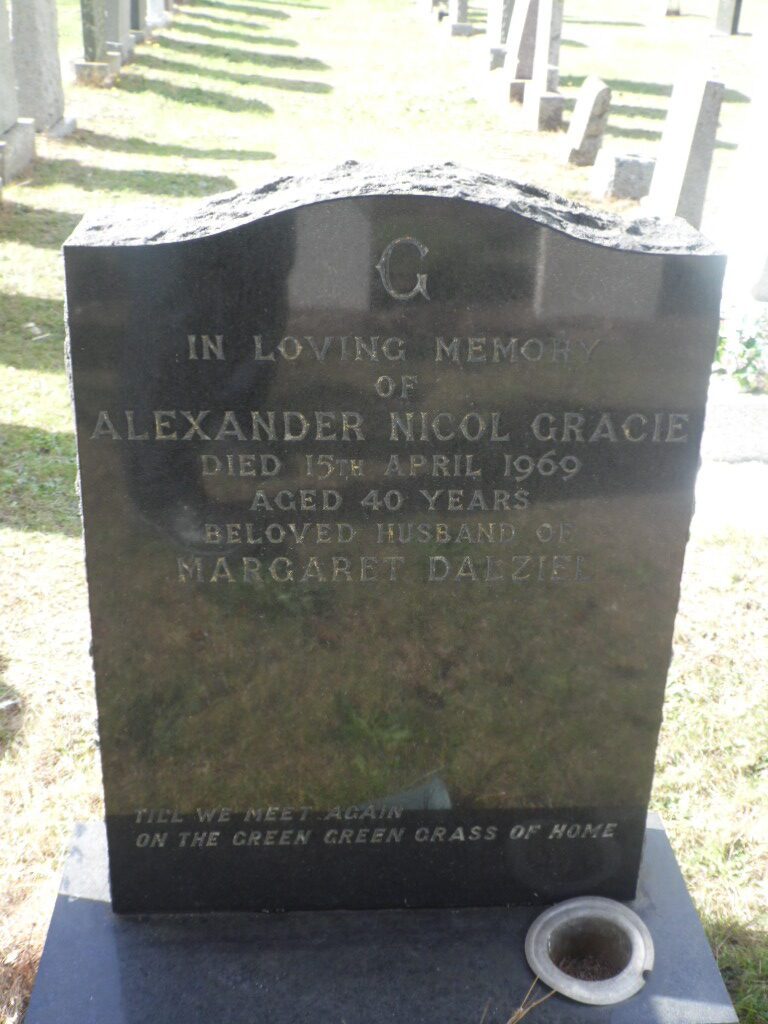 G
IN LOVING MEMORY
OF
ALEXANDER NICOL GRACIE
DIED 15TH APRIL 1969
AGED 40 YEARS
BELOVED HUSBAND OF
MARGARET DALZIEL
TILL WE MEET AGAIN
ON THE GREEN GREEN GRASS OF HOME